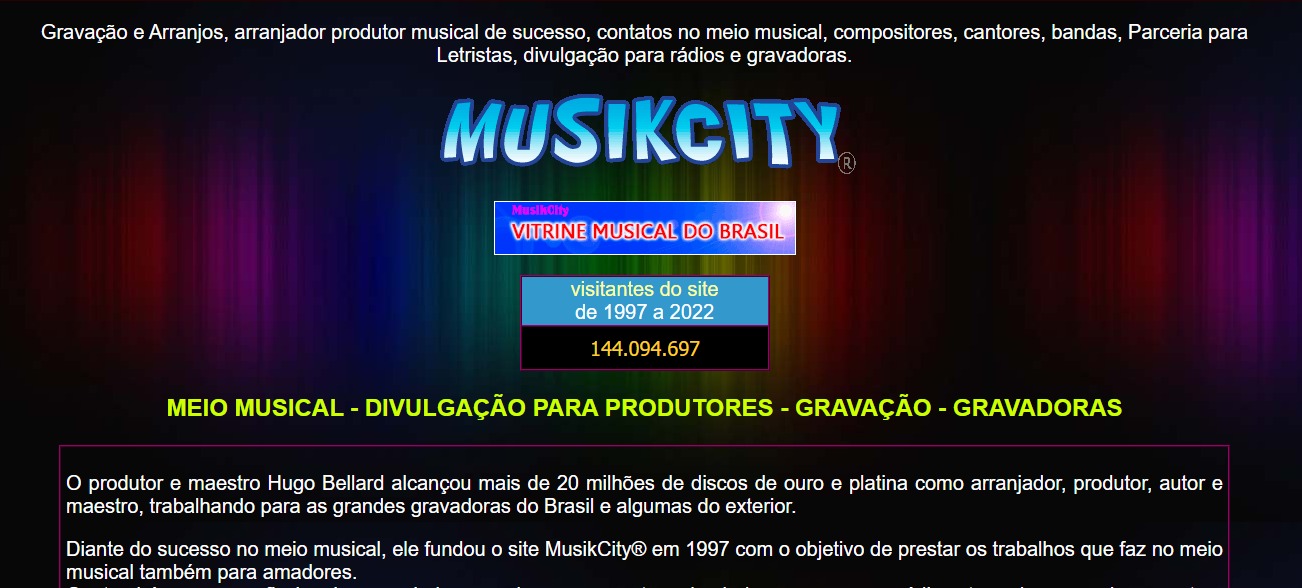 Gravação e Arranjos, arranjador produtor musical de sucesso, contatos no meio musical, compositores, cantores, bandas, Parceria para
Letristas, divulgação para rádios e gravadoras.
MUSIKCITY®
MusikCity
VITRINE MUSICAL DO BRASIL
visitantes do site
de 1997 a 2022
144.094.697
MEIO MUSICAL - DIVULGAÇÃO PARA PRODUTORES - GRAVAÇÃO - GRAVADORAS
O produtor e maestro Hugo Bellard alcançou mais de 20 milhões de discos de ouro e platina como arranjador, produtor, autor e
maestro, trabalhando para as grandes gravadoras do Brasil e algumas do exterior.
Diante do sucesso no meio musical, ele fundou o site MusikCity® em 1997 com o objetivo de prestar os trabalhos que faz no meio
musical também para amadores.